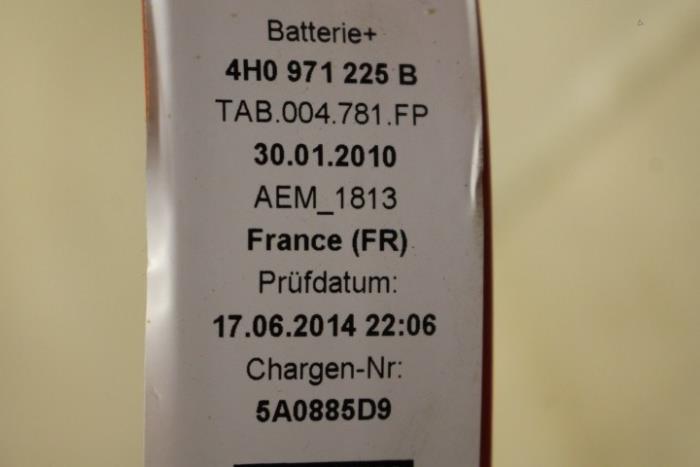 Batterie+
4H0 971 225 B
TAB.004.781.FP
30.01.2010
AEM_1813
France (FR)
Prüfdatum:
17.06.2014 22:06
Chargen-Nr:
5A0885D9